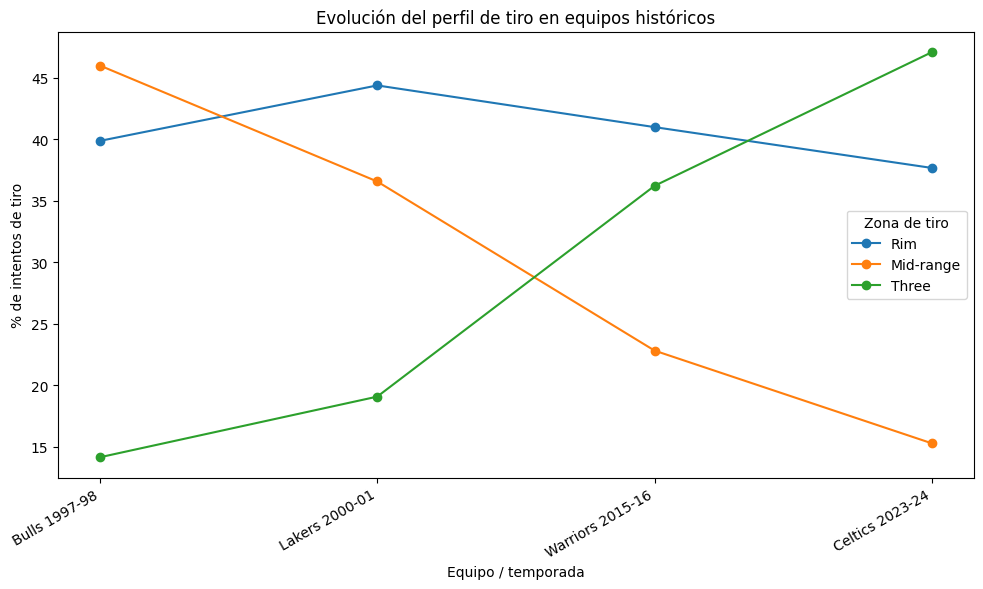 Evolución del perfil de tiro en equipos históricos
% de intentos de tiro
45
40
35
30
25
20
15
Zona de tiro
Rim
Mid-range
Three
Bulls 1997-98
Lakers 2000-01
Warriors 2015-16
Celtics 2023-24
Equipo / temporada